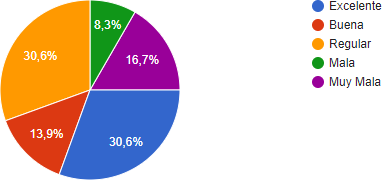 8,3%
16,7%
30,6%
13,9%
30,6%
Excelente
Buena
Regular
Mala
Muy Mala